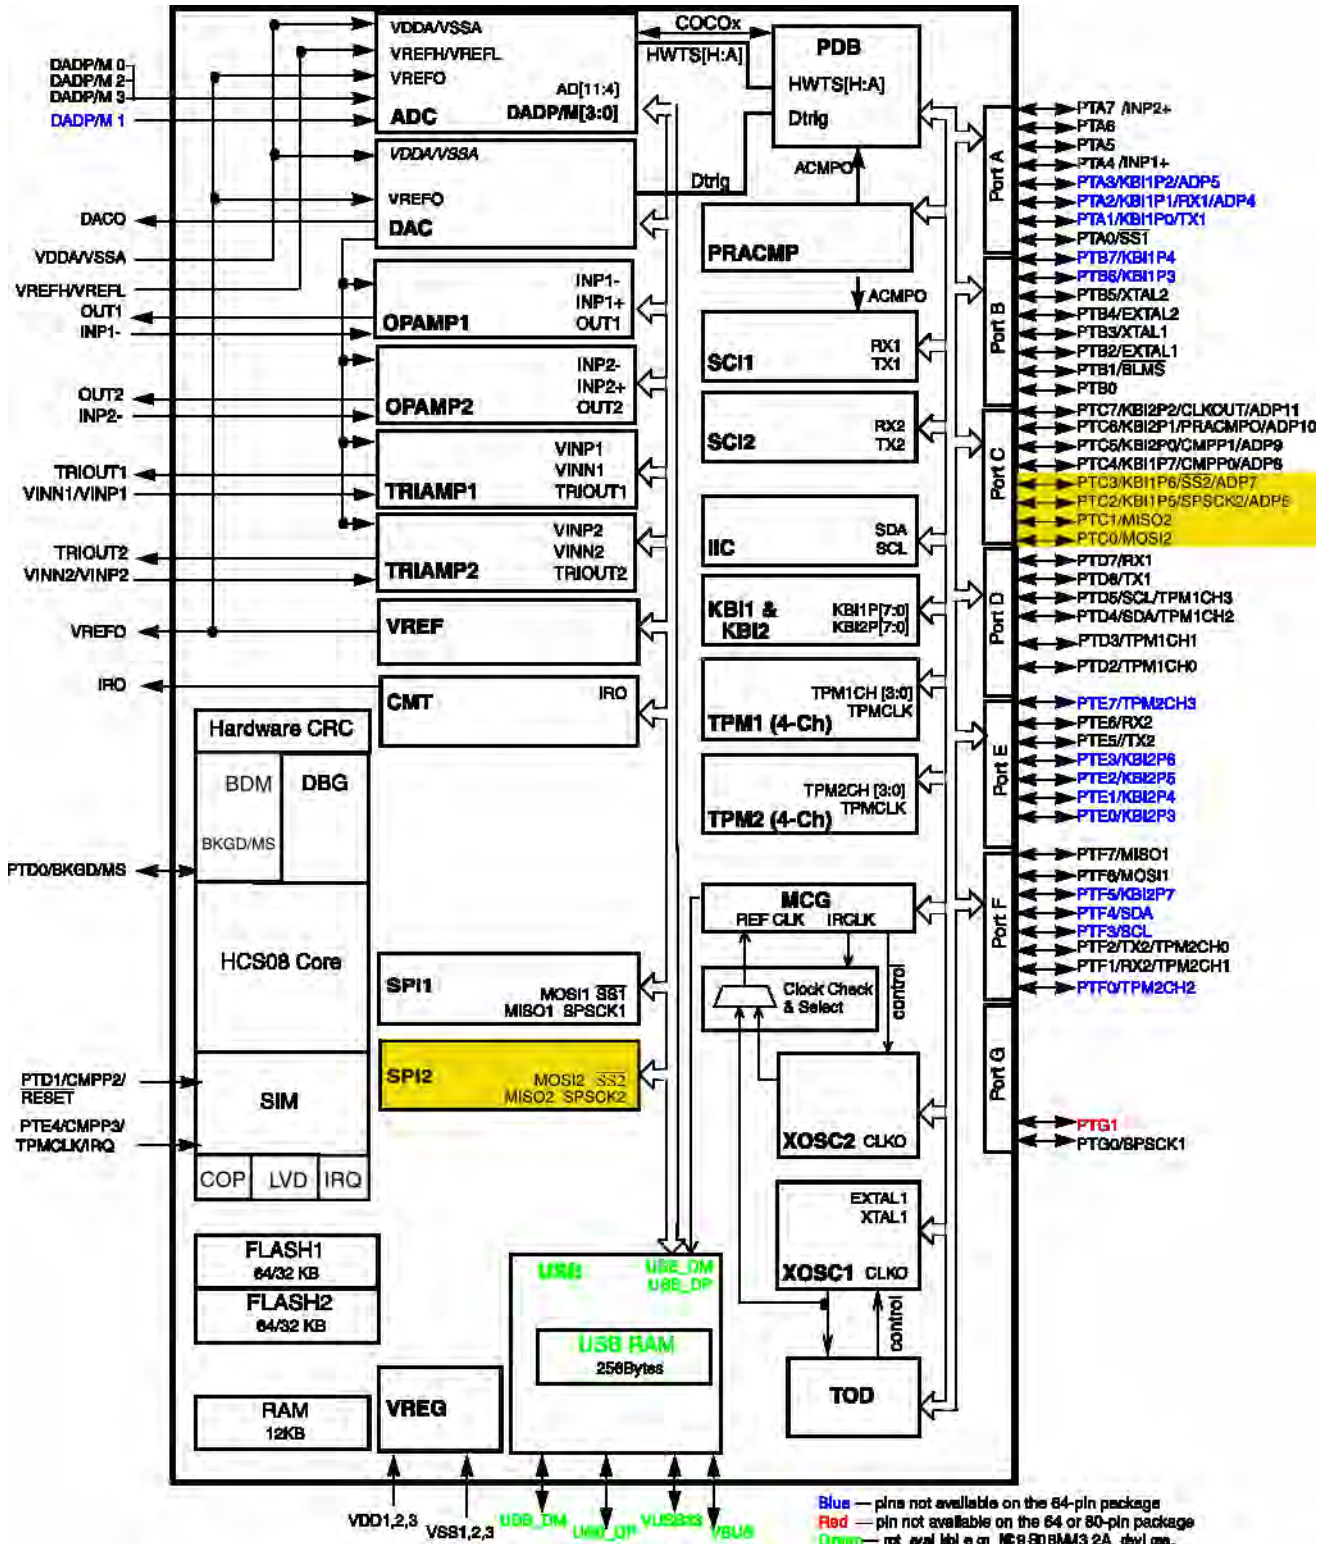 DADP/M 0
DADP/M 2
DADP/M 3
DADP/M 1
DACO
VDDA/VSSA
VREFH/VREFL
OUT1
INP1-
OUT2
INP2-
TRIOUT1
VINN1/VINP1
TRIOUT2
VINN2/VINP2
VREFO
IRO
PTD0/BKGD/MS
PTD1/CMPP2/
RESET
PTE4/CMPP3/
TPMCLK/IRQ
VDDA/VSSA
VREFH/VREFL
VREFO
AD[11:4]
ADC DADP/M[3:0]
VDDA/VSSA
VREFO
DAC
INP1-
INP1+
OPAMP1 OUT1
INP2-
INP2+
OPAMP2 OUT2
VINP1
VINN1
TRIAMP1 TRIOUT1
VINP2
VINN2
TRIAMP2 TRIOUT2
VREF
CMT IRO
Hardware CRC
BDM DBG
BKGD/MS
HCS08 Core
SIM
COP LVD IRQ
SPI1
MOSI1 SS1
MISO1 SPSCK1
SPI2
MOSI2 SS2
MISO2 SPSCK2
FLASH1
64/32 KB
FLASH2
64/32 KB
RAM
12KB
VREG
VDD1,2,3
VSS1,2,3
USB USB_DM
USB_DP
USB RAM
256Bytes
USB_DM
USB_DP
VUSB33
VBUS
COCOx
HWTS[H:A]
Dtrig
PDB
HWTS[H:A]
Dtrig
ACMPO
PRACMP
ACMPO
RX1
SCI1 TX1
RX2
SCI2 TX2
SDA
IIC SCL
KBI1 & KBI1P[7:0]
KBI2 KBI2P[7:0]
TPM1CH [3:0]
TPMCLK
TPM1 (4-Ch)
TPM2CH [3:0]
TPMCLK
TPM2 (4-Ch)
MCG
REF CLK IRCLK
Clock Check
& Select
control
XOSC2 CLKO
EXTAL1
XTAL1
XOSC1 CLKO
control
TOD
Port A
PTA7 /INP2+
PTA6
PTA5
PTA4 /INP1+
PTA3/KBI1P2/ADP5
PTA2/KBI1P1/RX1/ADP4
PTA1/KBI1P0/TX1
PTA0/SS1
Port B
PTB7/KBI1P4
PTB6/KBI1P3
PTB5/XTAL2
PTB4/EXTAL2
PTB3/XTAL1
PTB2/EXTAL1
PTB1/BLMS
PTB0
Port C
PTC7/KBI2P2/CLKOUT/ADP11
PTC6/KBI2P1/PRACMPO/ADP10
PTC5/KBI2P0/CMPP1/ADP9
PTC4/KBI1P7/CMPP0/ADP8
PTC3/KBI1P6/SS2/ADP7
PTC2/KBI1P5/SPSCK2/ADP6
PTC1/MISO2
PTC0/MOSI2
Port D
PTD7/RX1
PTD6/TX1
PTD5/SCL/TPM1CH3
PTD4/SDA/TPM1CH2
PTD3/TPM1CH1
PTD2/TPM1CH0
Port E
PTE7/TPM2CH3
PTE6/RX2
PTE5//TX2
PTE3/KBI2P6
PTE2/KBI2P5
PTE1/KBI2P4
PTE0/KBI2P3
Port F
PTF7/MISO1
PTF6/MOSI1
PTF5/KBI2P7
PTF4/SDA
PTF3/SCL
PTF2/TX2/TPM2CH0
PTF1/RX2/TPM2CH1
PTF0/TPM2CH2
Port G
PTG1
PTG0/SPSCK1
Blue — pins not available on the 64-pin package
Red — pin not available on the 64 or 80-pin package